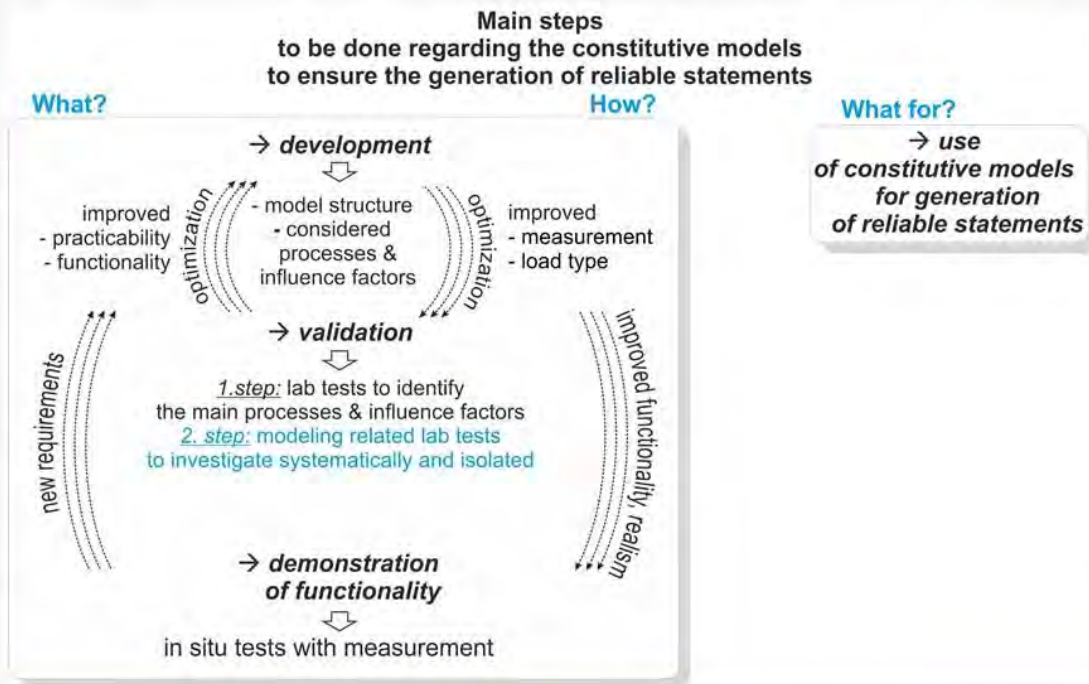 Main steps
to be done regarding the constitutive models
to ensure the generation of reliable statements
What?
How?
What for?
→ development
- model structure
- considered
processes &
influence factors
improved
- practicability
- functionality
optimization
optimization
improved
- measurement
- load type
→ validation
1.step: lab tests to identify
the main processes & influence factors
2. step: modeling related lab tests
to investigate systematically and isolated
new requirements
improved functionality, realism
→ demonstration
of functionality
in situ tests with measurement
→ use
of constitutive models
for generation
of reliable statements